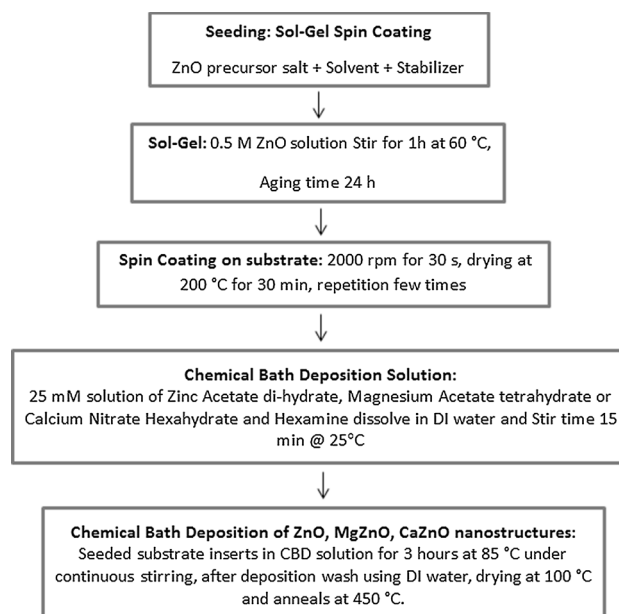 Seeding: Sol-Gel Spin Coating
ZnO precursor salt + Solvent + Stabilizer
Sol-Gel: 0.5 M ZnO solution Stir for 1h at 60 °C,
Aging time 24 h
Spin Coating on substrate: 2000 rpm for 30 s, drying at
200 °C for 30 min, repetition few times
Chemical Bath Deposition Solution:
25 mM solution of Zinc Acetate di-hydrate, Magnesium Acetate tetrahydrate or
Calcium Nitrate Hexahydrate and Hexamine dissolve in DI water and Stir time 15
min @ 25°C
Chemical Bath Deposition of ZnO, MgZnO, CaZnO nanostructures:
Seeded substrate inserts in CBD solution for 3 hours at 85 °C under
continuous stirring, after deposition wash using DI water, drying at 100 °C
and anneals at 450 °C.